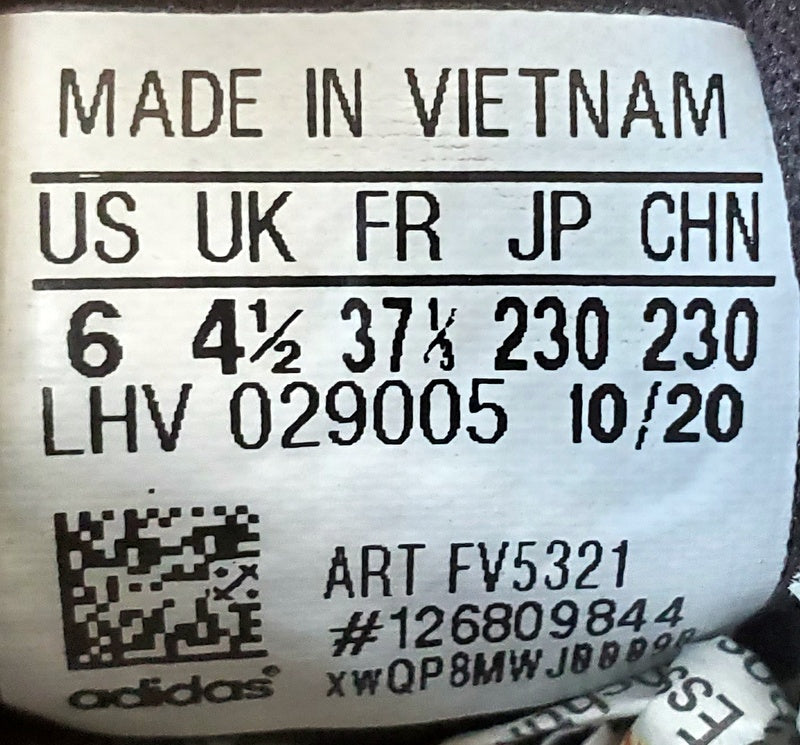 MADE IN VIETNAM
US UK FR JP CHN
6 4½ 37⅓ 230 230
LHV 029005 10/20
ART FV5321
#126809844
adidas